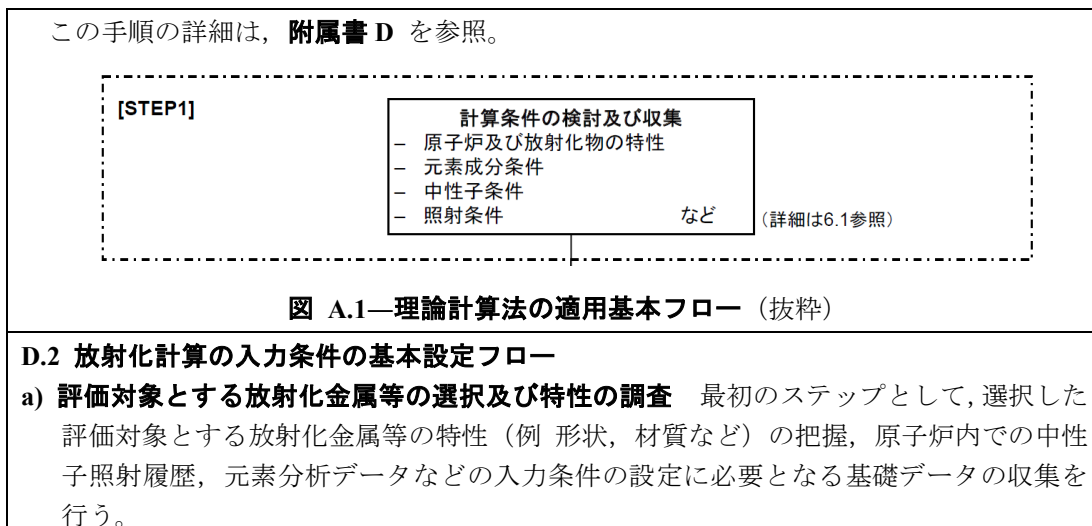 この手順の詳細は，附属書 D を参照。
[STEP1]
計算条件の検討及び収集
– 原子炉及び放射化物の特性
– 元素成分条件
– 中性子条件
– 照射条件 など
（詳細は6.1参照）
図 A.1—理論計算法の適用基本フロー（抜粋）
D.2 放射化計算の入力条件の基本設定フロー
a) 評価対象とする放射化金属等の選択及び特性の調査 最初のステップとして，選択した
評価対象とする放射化金属等の特性（例 形状，材質など）の把握，原子炉内での中性
子照射履歴，元素分析データなどの入力条件の設定に必要となる基礎データの収集を
行う。